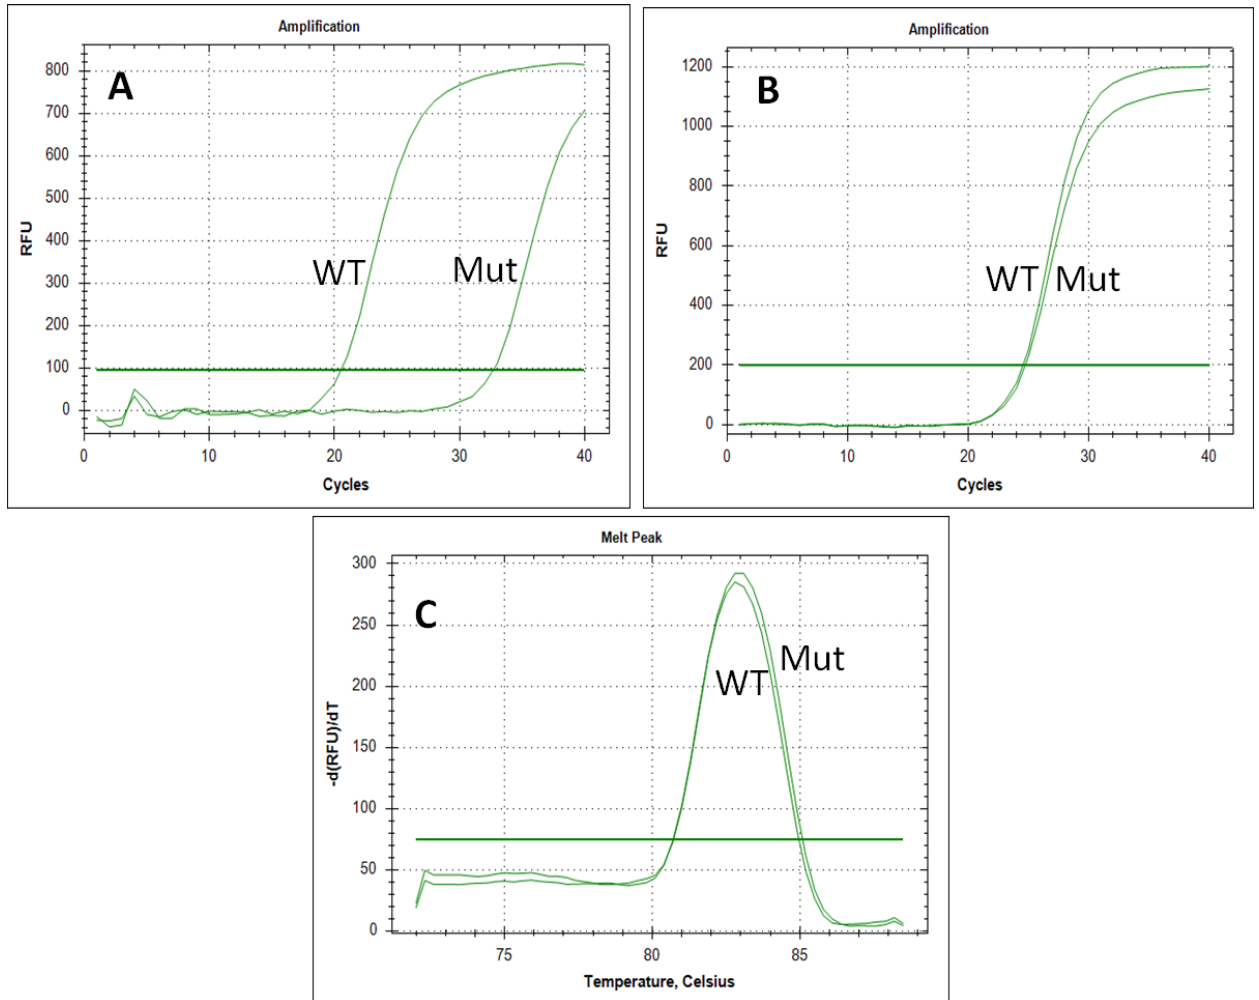 Amplification
A
800
700
600
500
400
300
200
100
0
RFU
WT
Mut
0 10 20 30 40
Cycles
Amplification
B
1200
1000
800
600
400
200
0
RFU
WT Mut
0 10 20 30 40
Cycles
Melt Peak
C
300
250
200
150
100
50
0
-d(RFU)/dT
WT
Mut
75 80 85
Temperature, Celsius